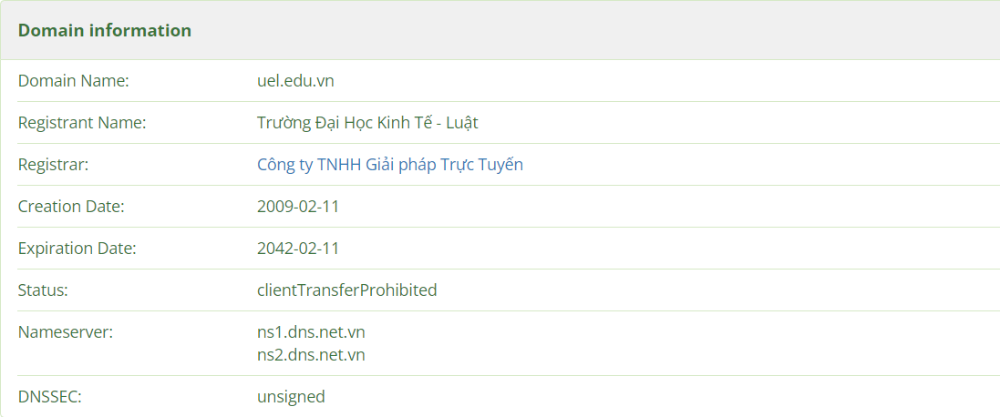 Domain information
Domain Name: uel.edu.vn
Registrant Name: Trường Đại Học Kinh Tế - Luật
Registrar: Công ty TNHH Giải pháp Trực Tuyến
Creation Date: 2009-02-11
Expiration Date: 2042-02-11
Status: clientTransferProhibited
Nameserver: ns1.dns.net.vn
ns2.dns.net.vn
DNSSEC: unsigned